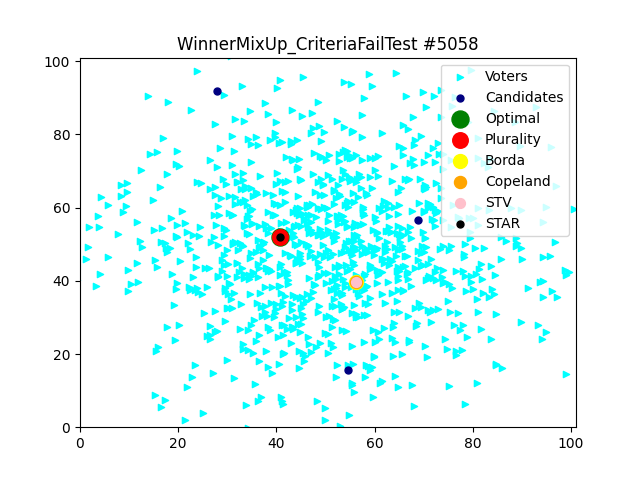 WinnerMixUp_CriteriaFailTest #5058
100
80
60
40
20
0
0
20
40
60
80
100
Voters
Candidates
Optimal
Plurality
Borda
Copeland
STV
STAR